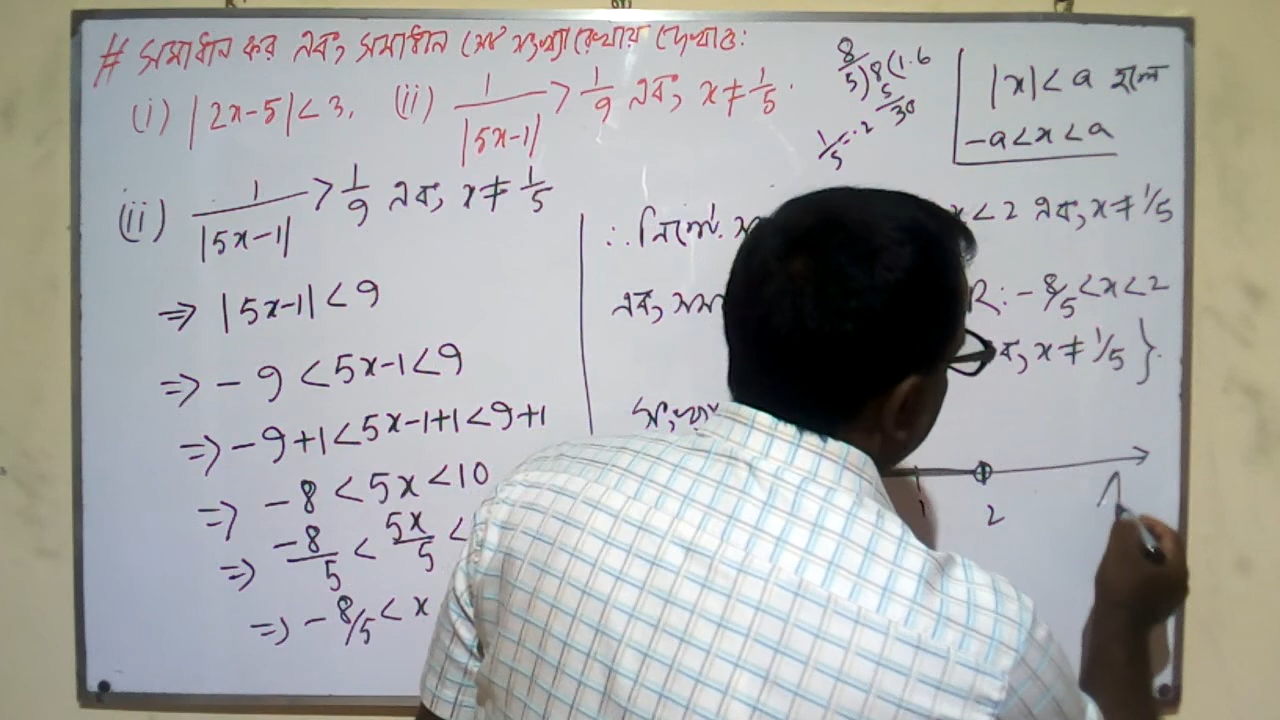 # সমাধান কর এবং সমাধান সেট সংখ্যারেখায় দেখাও:
(i) |2x-5|<3, (ii) 1/|5x-1| > 1/9 এবং, x≠1/5.
8/5) 8 (1.6
5
30
1/5=.2
|x|<a হলে
-a<x<a
(ii) 1/|5x-1| > 1/9 এবং, x≠1/5
⇒ |5x-1|<9
⇒ -9<5x-1<9
⇒ -9+1<5x-1+1<9+1
⇒ -8<5x<10
⇒ -8/5 < 5x/5 <
⇒ -8/5<x
∴ নির্ণে. x<2 এবং, x≠1/5
এবং, R:-8/5<x<2
x≠1/5}.
2